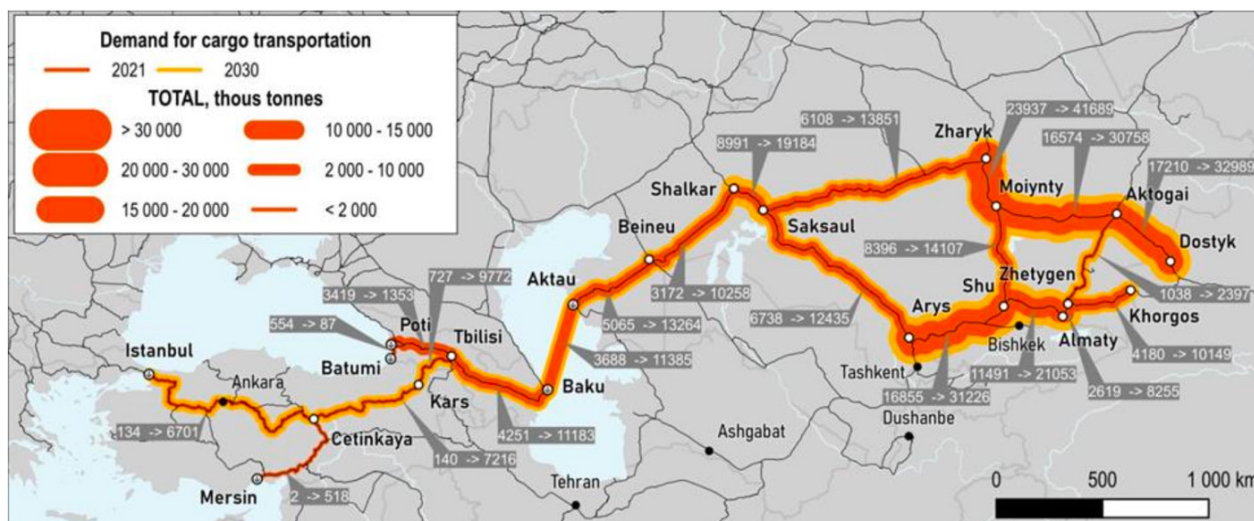 Demand for cargo transportation
2021 2030
TOTAL, thous tonnes
> 30 000 10 000 - 15 000
20 000 - 30 000 2 000 - 10 000
15 000 - 20 000 < 2 000
23937 -> 41689
6108 -> 13851
16574 -> 30758
Zharyk
8991 -> 19184
17210 -> 32989
Shalkar
Moiynty
Aktogai
Saksaul
Beineu
Dostyk
8396 -> 14107
727 -> 9772
Zhetygen
Aktau
3419 -> 1353
3172 -> 10258
Shu
1038 -> 2397
Arys
Khorgos
5065 -> 13264
6738 -> 12435
554 -> 87
Poti
Tbilisi
Bishkek
Almaty
Istanbul
3688 -> 11385
4180 -> 10149
Batumi
Tashkent
11491 -> 21053
Ankara
Baku
2619 -> 8255
Kars
16855 -> 31226
Dushanbe
134 -> 6701
Cetinkaya
4251 -> 11183
Ashgabat
140 -> 7216
Mersin
Tehran
2 -> 518
0 500 1 000 km